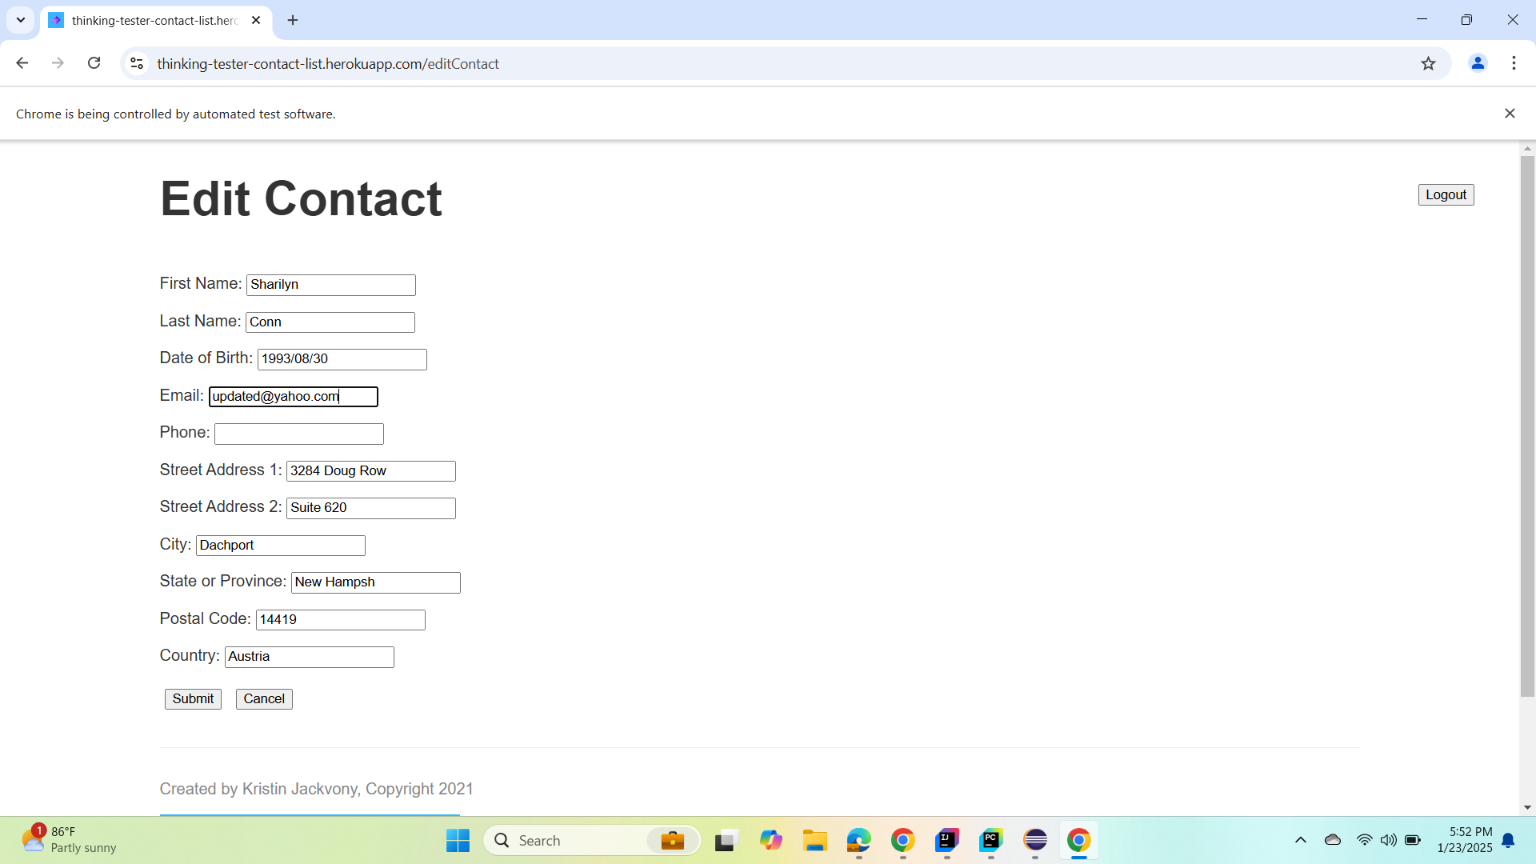 thinking-tester-contact-list.herc
thinking-tester-contact-list.herokuapp.com/editContact
Chrome is being controlled by automated test software.
Edit Contact
Logout
First Name: Sharilyn
Last Name: Conn
Date of Birth: 1993/08/30
Email: updated@yahoo.com
Phone:
Street Address 1: 3284 Doug Row
Street Address 2: Suite 620
City: Dachport
State or Province: New Hampsh
Postal Code: 14419
Country: Austria
Submit Cancel
Created by Kristin Jackvony, Copyright 2021
1
86°F
Partly sunny
Search
IJ
PC
5:52 PM
1/23/2025